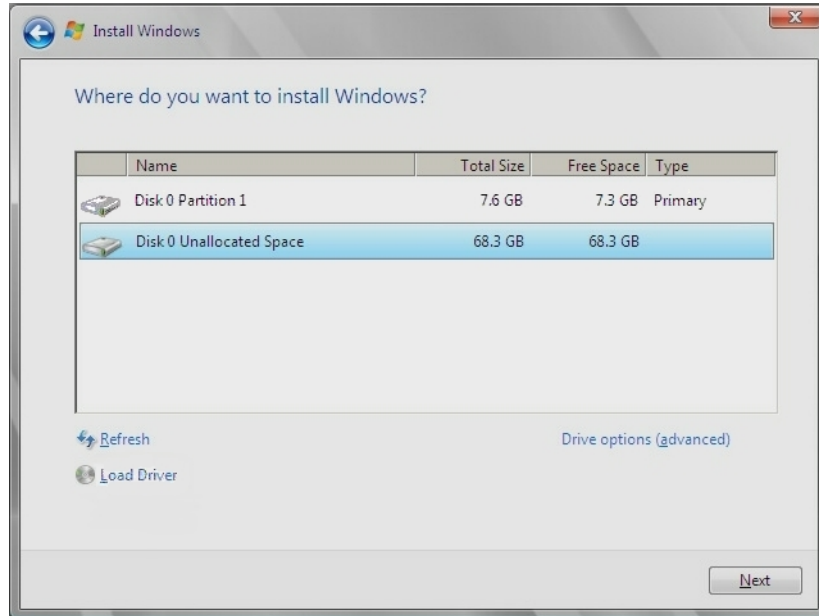 Install Windows
Where do you want to install Windows?
Name Total Size Free Space Type
Disk 0 Partition 1 7.6 GB 7.3 GB Primary
Disk 0 Unallocated Space 68.3 GB 68.3 GB
Refresh Drive options (advanced)
Load Driver
Next